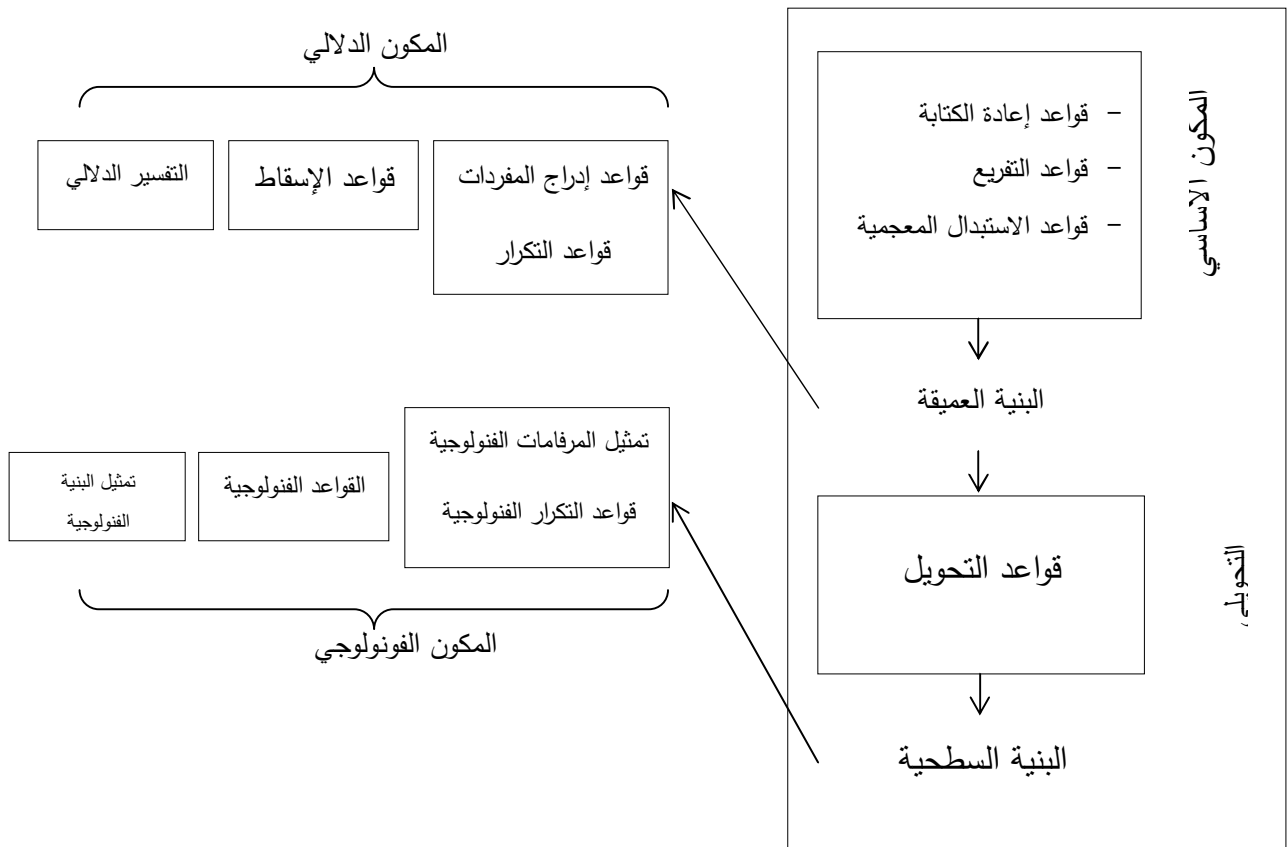 المكون الاساسي
- قواعد إعادة الكتابة
- قواعد التفريع
- قواعد الاستبدال المعجمية
البنية العميقة
التحويلي
قواعد التحويل
البنية السطحية
المكون الدلالي
قواعد إدراج المفردات
قواعد التكرار
قواعد الإسقاط
التفسير الدلالي
تمثيل المرفامات الفنولوجية
قواعد التكرار الفنولوجية
القواعد الفنولوجية
تمثيل البنية
الفنولوجية
المكون الفونولوجي